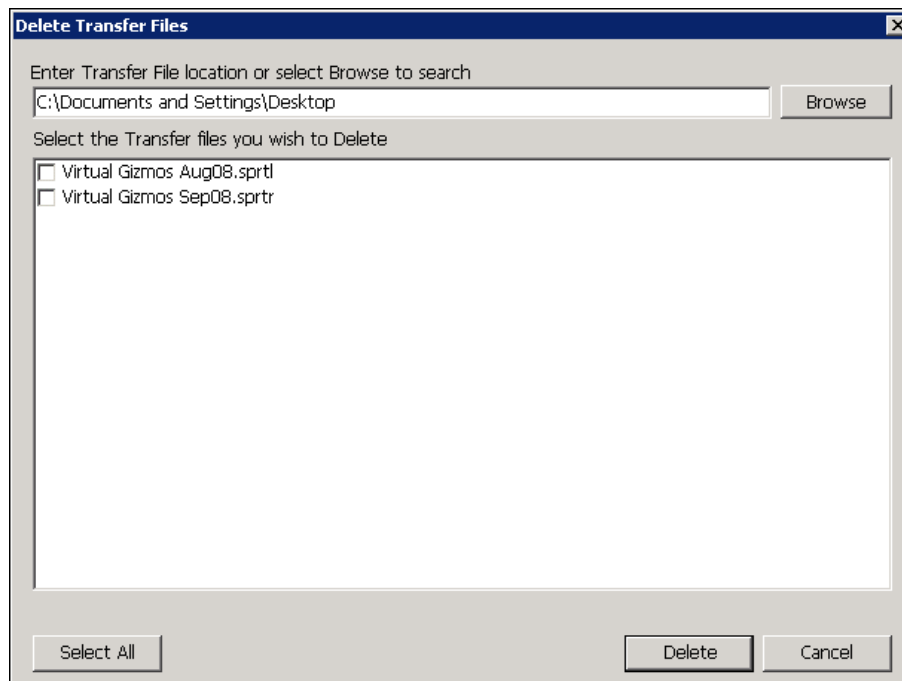 Delete Transfer Files
Enter Transfer File location or select Browse to search
C:\Documents and Settings\Desktop
Browse
Select the Transfer files you wish to Delete
Virtual Gizmos Aug08.sprtl
Virtual Gizmos Sep08.sprtr
Select All
Delete
Cancel